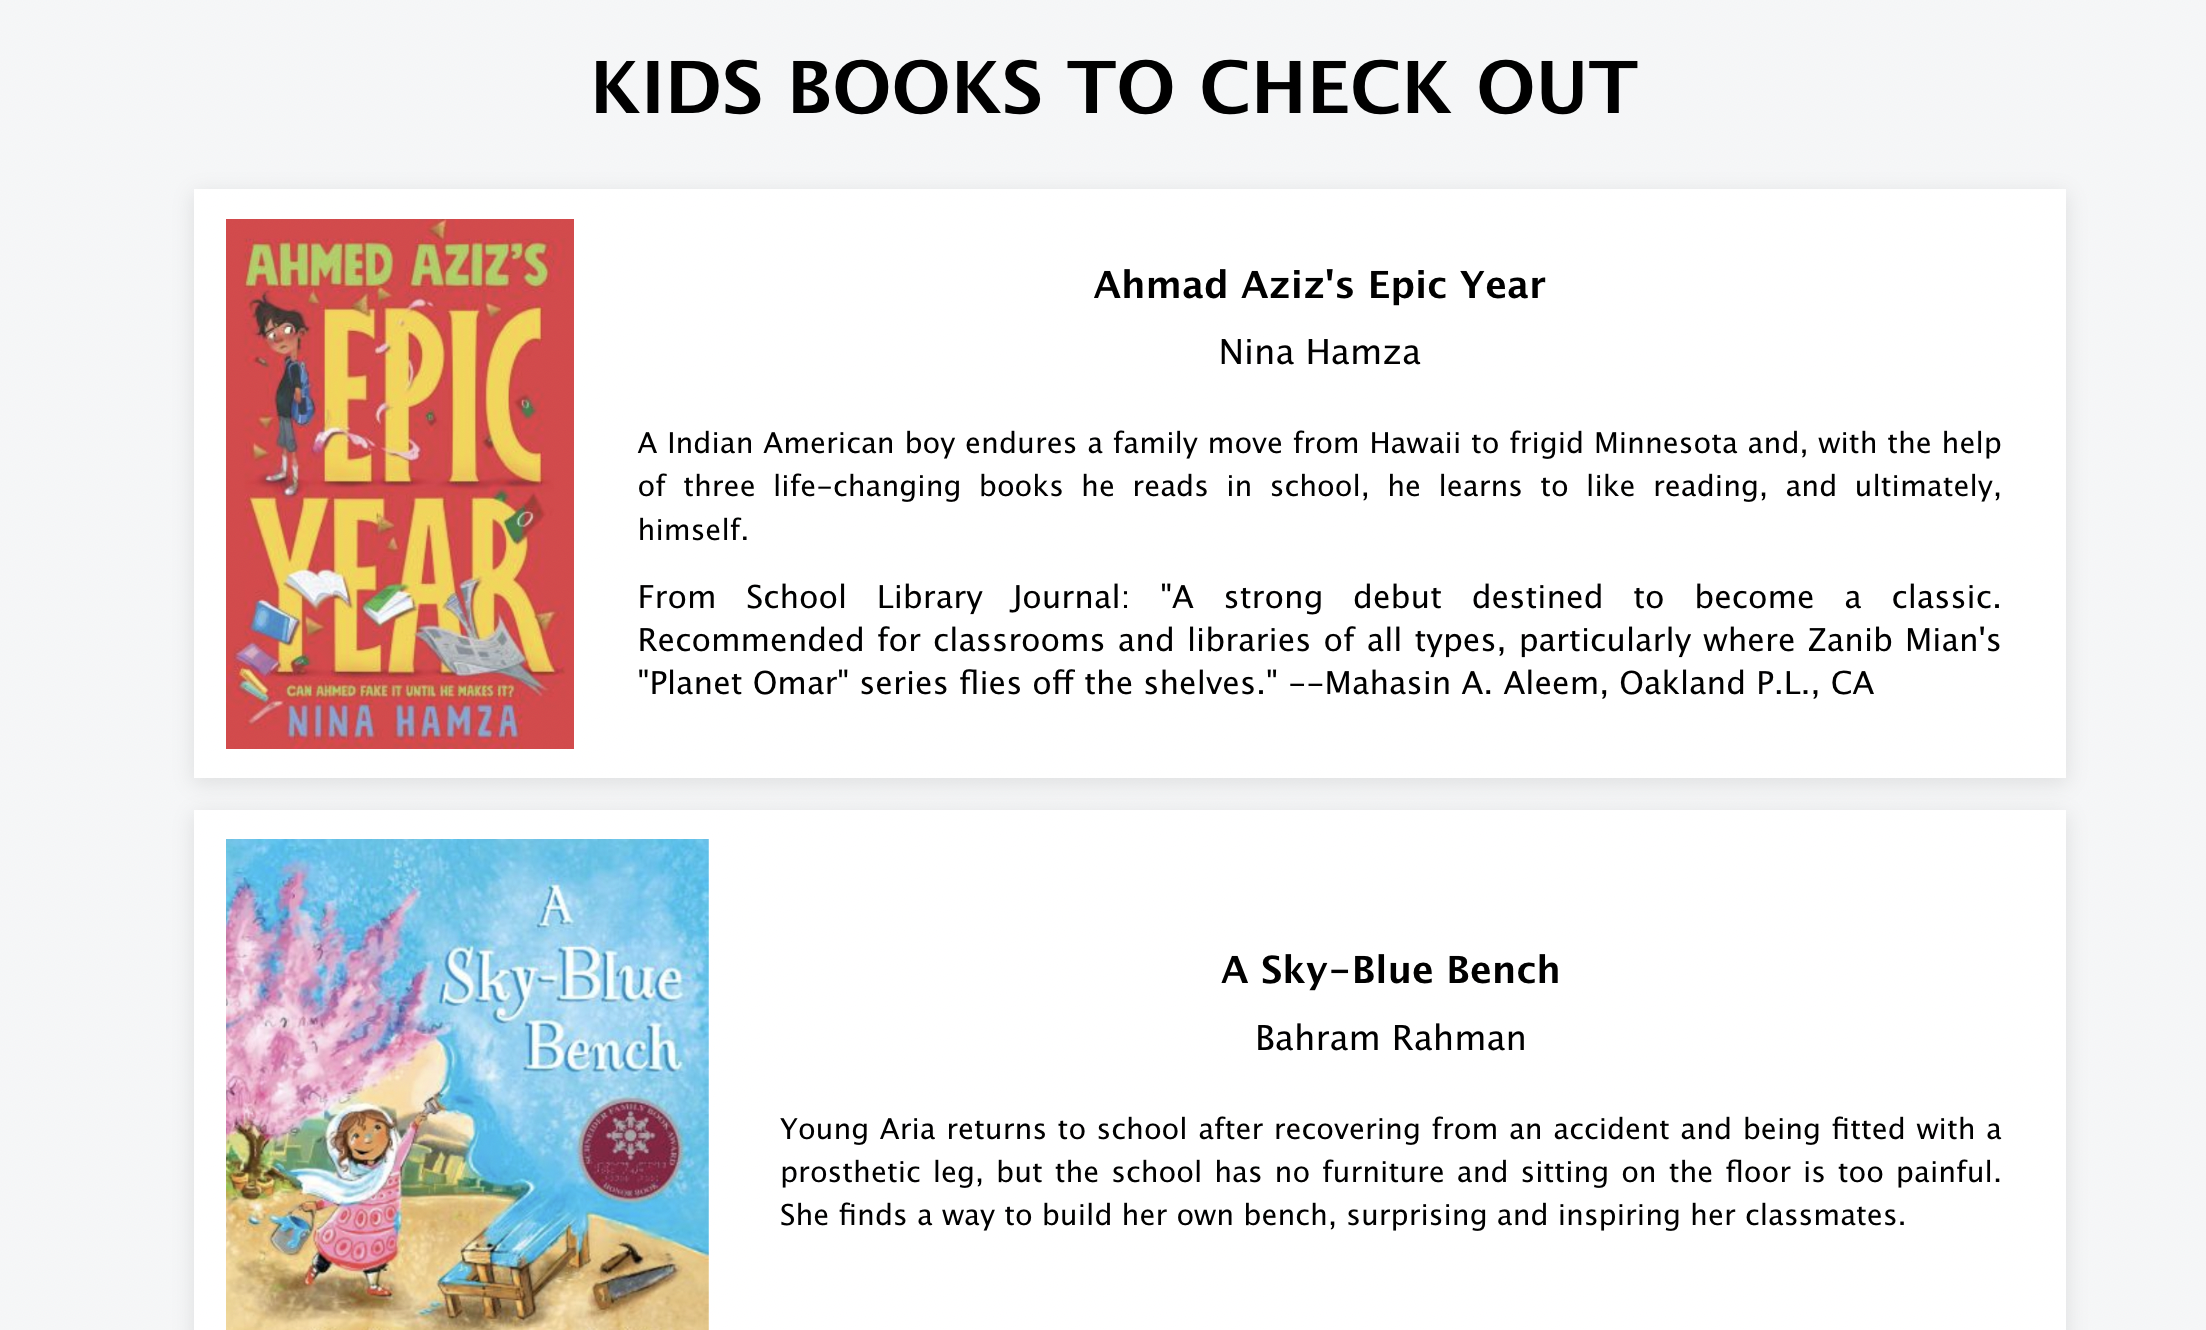 KIDS BOOKS TO CHECK OUT
AHMED AZIZ'S
EPIC
YEAR
CAN AHMED FAKE IT UNTIL HE MAKES IT?
NINA HAMZA
Ahmad Aziz's Epic Year
Nina Hamza
A Indian American boy endures a family move from Hawaii to frigid Minnesota and, with the help
of three life-changing books he reads in school, he learns to like reading, and ultimately,
himself.
From School Library Journal: "A strong debut destined to become a classic.
Recommended for classrooms and libraries of all types, particularly where Zanib Mian's
"Planet Omar" series flies off the shelves." --Mahasin A. Aleem, Oakland P.L., CA
A
Sky-Blue
Bench
SCHNEIDER FAMILY BOOK AWARD
HONOR BOOK
A Sky-Blue Bench
Bahram Rahman
Young Aria returns to school after recovering from an accident and being fitted with a
prosthetic leg, but the school has no furniture and sitting on the floor is too painful.
She finds a way to build her own bench, surprising and inspiring her classmates.